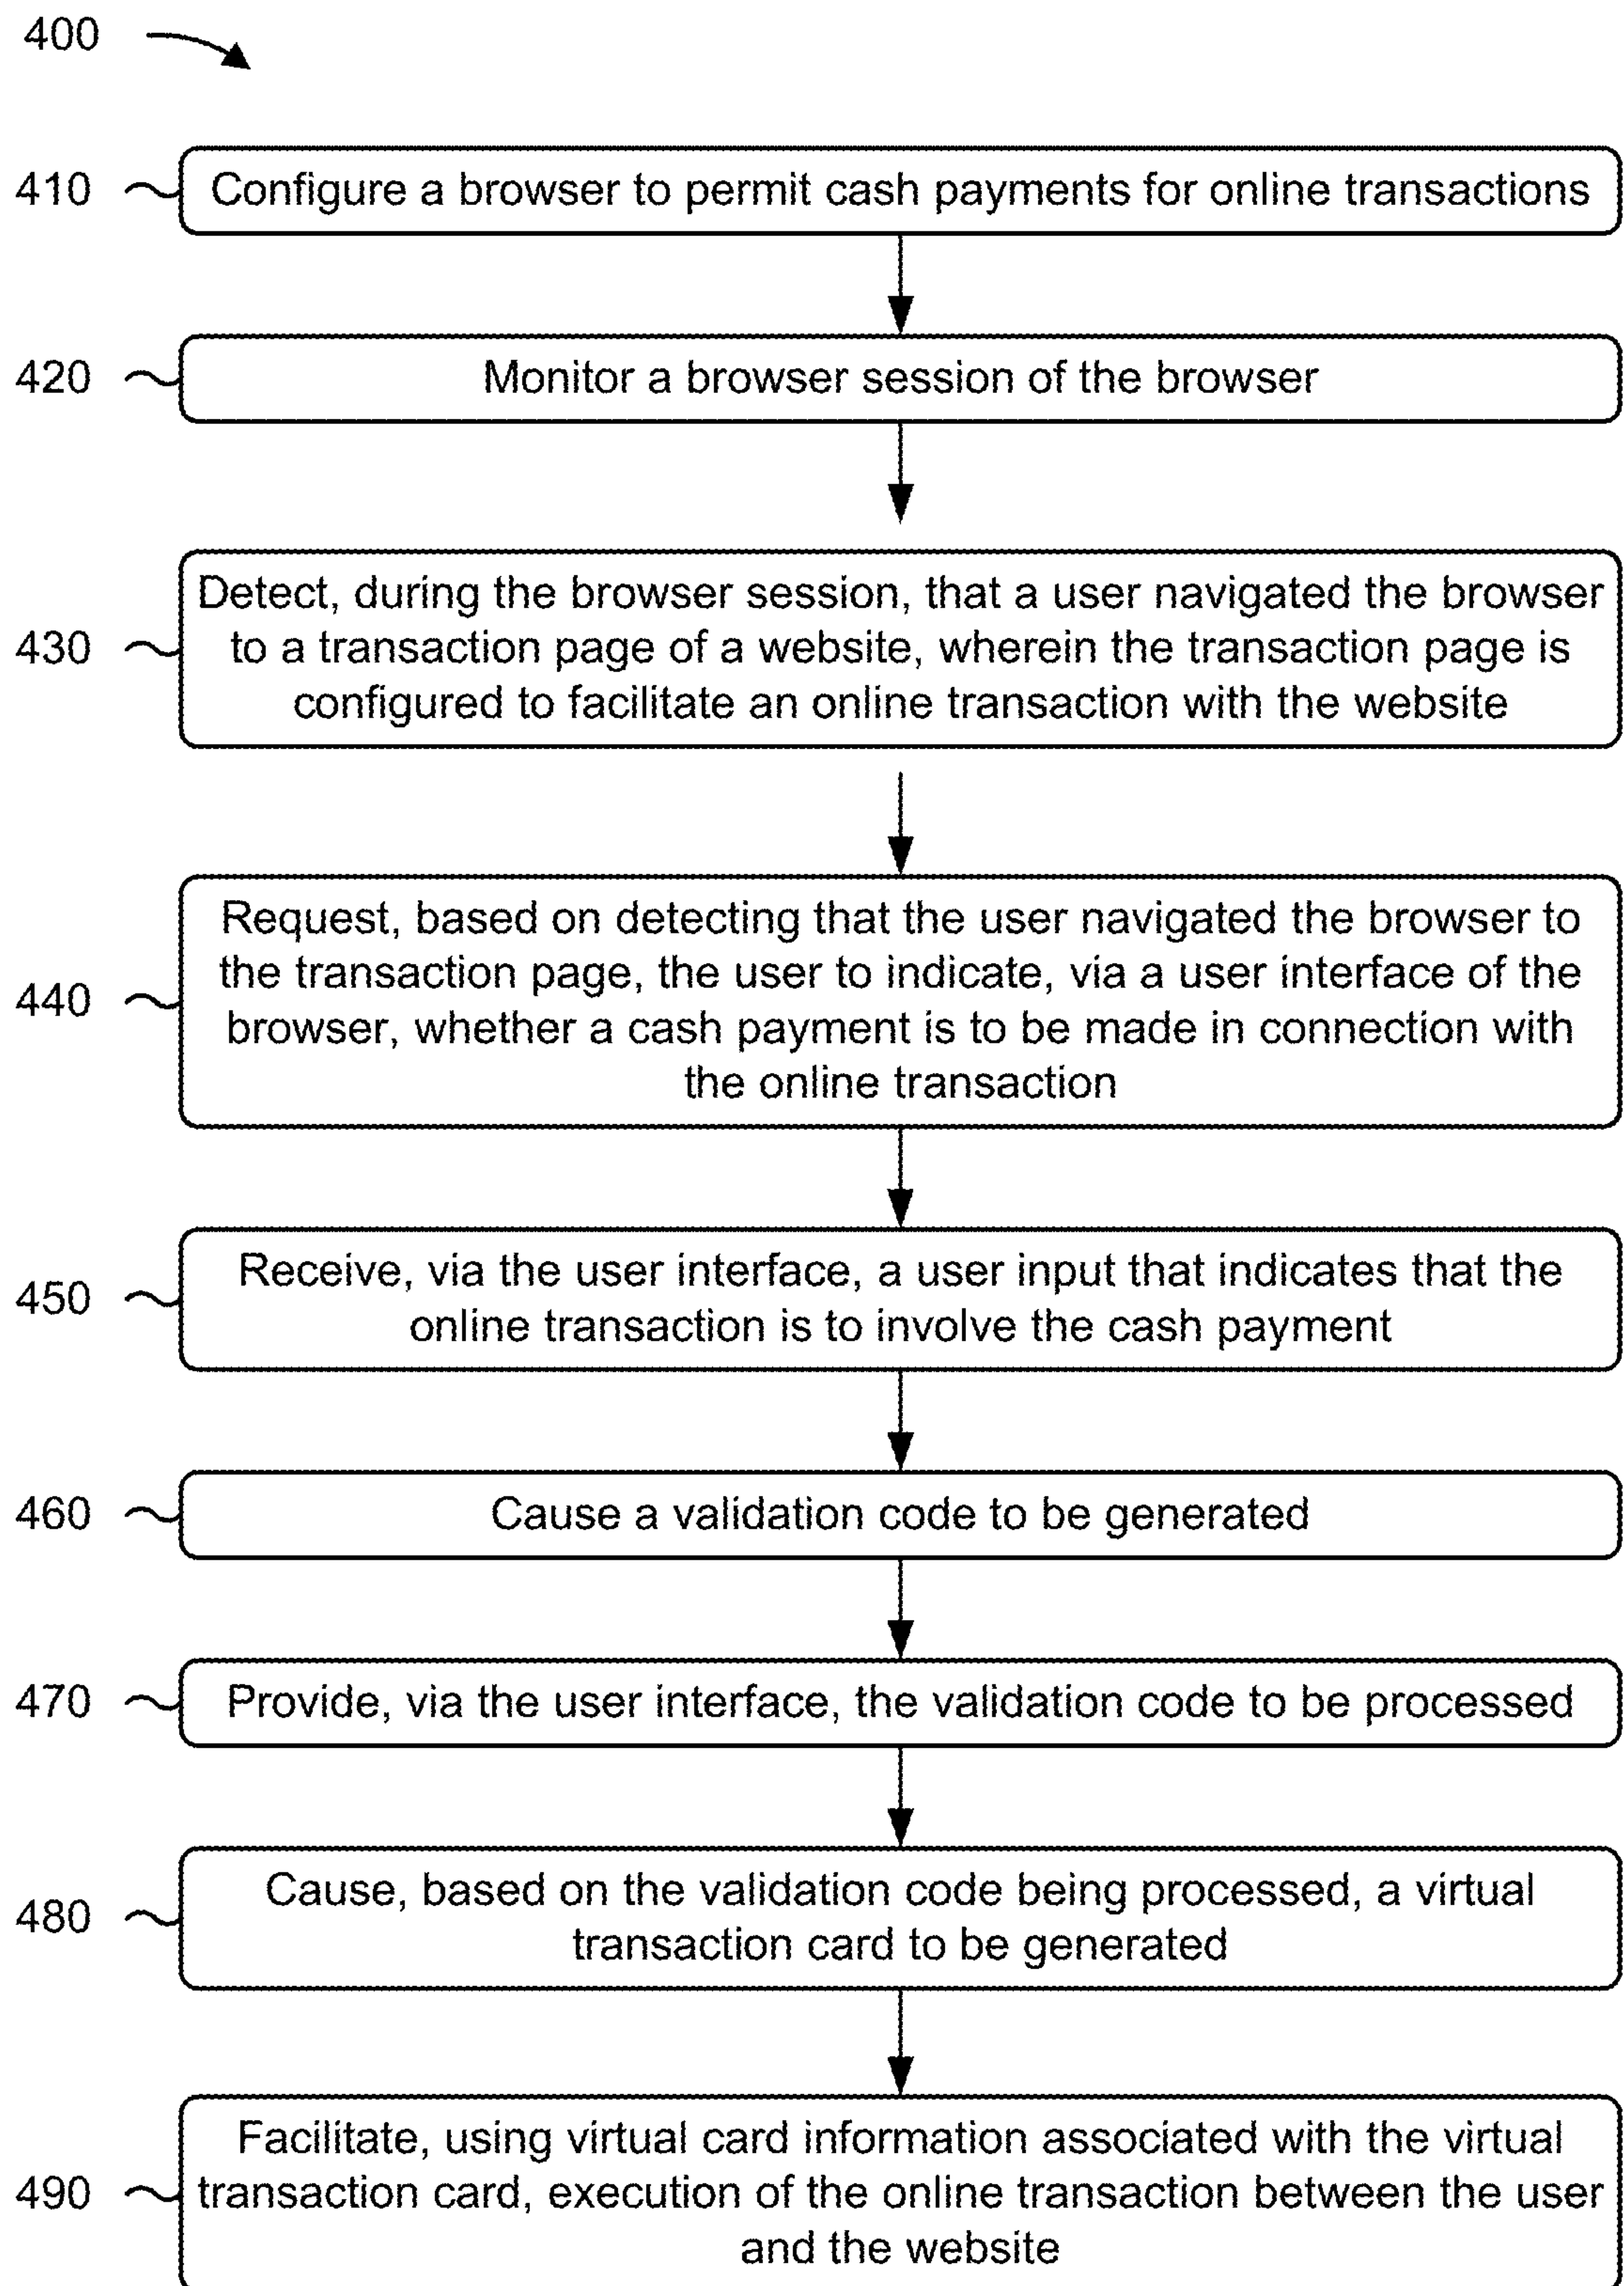 400
410
Configure a browser to permit cash payments for online transactions
420
Monitor a browser session of the browser
430
Detect, during the browser session, that a user navigated the browser
to a transaction page of a website, wherein the transaction page is
configured to facilitate an online transaction with the website
440
Request, based on detecting that the user navigated the browser to
the transaction page, the user to indicate, via a user interface of the
browser, whether a cash payment is to be made in connection with
the online transaction
450
Receive, via the user interface, a user input that indicates that the
online transaction is to involve the cash payment
460
Cause a validation code to be generated
470
Provide, via the user interface, the validation code to be processed
480
Cause, based on the validation code being processed, a virtual
transaction card to be generated
490
Facilitate, using virtual card information associated with the virtual
transaction card, execution of the online transaction between the user
and the website